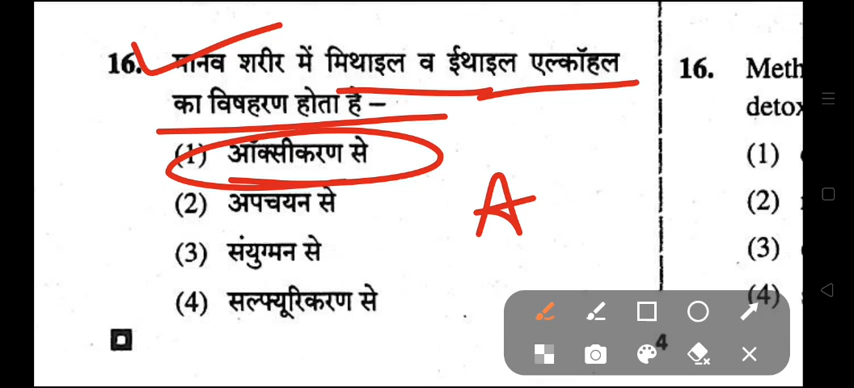 16. मानव शरीर में मिथाइल व ईथाइल एल्कॉहल
का विषहरण होता है –
(1) ऑक्सीकरण से
(2) अपचयन से
(3) संयुग्मन से
(4) सल्फ्यूरिकरण से
A
16. Meth
detox
(1)
(2)
(3)
(4)
4